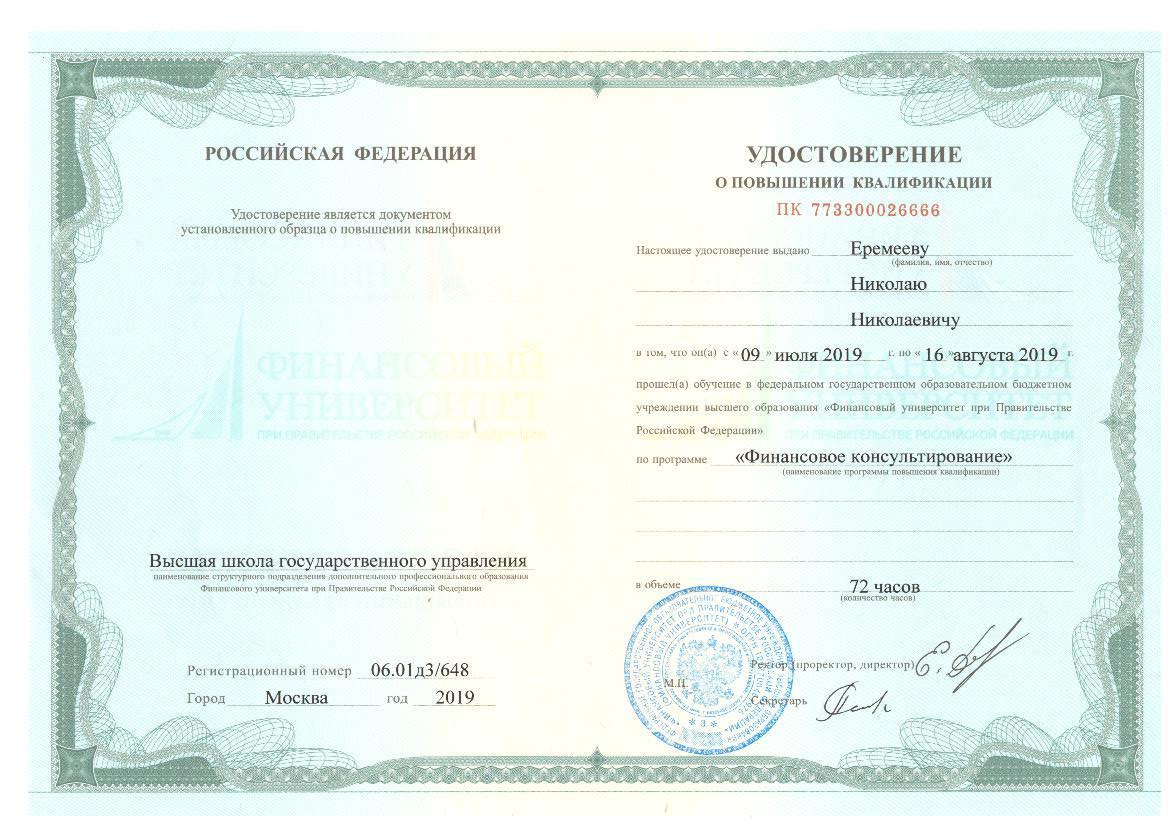 РОССИЙСКАЯ ФЕДЕРАЦИЯ
Удостоверение является документом
установленного образца о повышении квалификации
ФИНАНСОВЫЙ
УНИВЕРСИТЕТ
ПРИ ПРАВИТЕЛЬСТВЕ РОССИЙСКОЙ ФЕДЕРАЦИИ
Высшая школа государственного управления
наименование структурного подразделения дополнительного профессионального образования
Финансового университета при Правительстве Российской Федерации
Регистрационный номер 06.01д3/648
Город Москва год 2019
УДОСТОВЕРЕНИЕ
О ПОВЫШЕНИИ КВАЛИФИКАЦИИ
ПК 773300026666
Настоящее удостоверение выдано Еремееву
(фамилия, имя, отчество)
Николаю
Николаевичу
в том, что он(а) с «09» июля 2019 г. по «16»августа 2019 г.
прошел(а) обучение в федеральном государственном образовательном бюджетном
учреждении высшего образования «Финансовый университет при Правительстве
Российской Федерации»
ПРИ ПРАВИТЕЛЬСТВЕ РОССИЙСКОЙ ФЕДЕРАЦИИ
по программе «Финансовое консультирование»
(наименование программы повышения квалификации)
в объеме 72 часов
(количество часов)
Ректор (проректор, директор)
М.П.
Секретарь
* 3 *